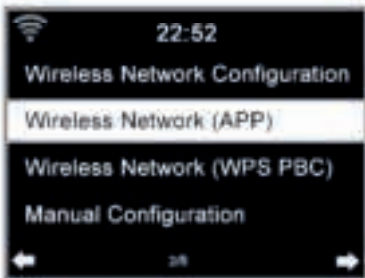 22:52
Wireless Network Configuration
Wireless Network (APP)
Wireless Network (WPS PBC)
Manual Configuration